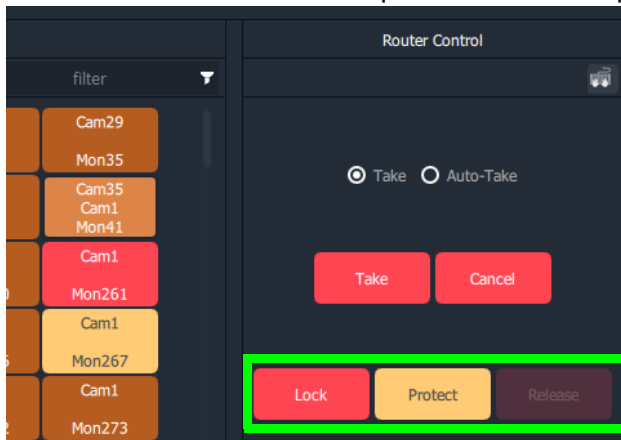 Router Control
filter
Cam29
Mon35
Cam35
Cam1
Mon41
Cam1
Mon261
Cam1
Mon267
Cam1
Mon273
Take Auto-Take
Take Cancel
Lock Protect Release